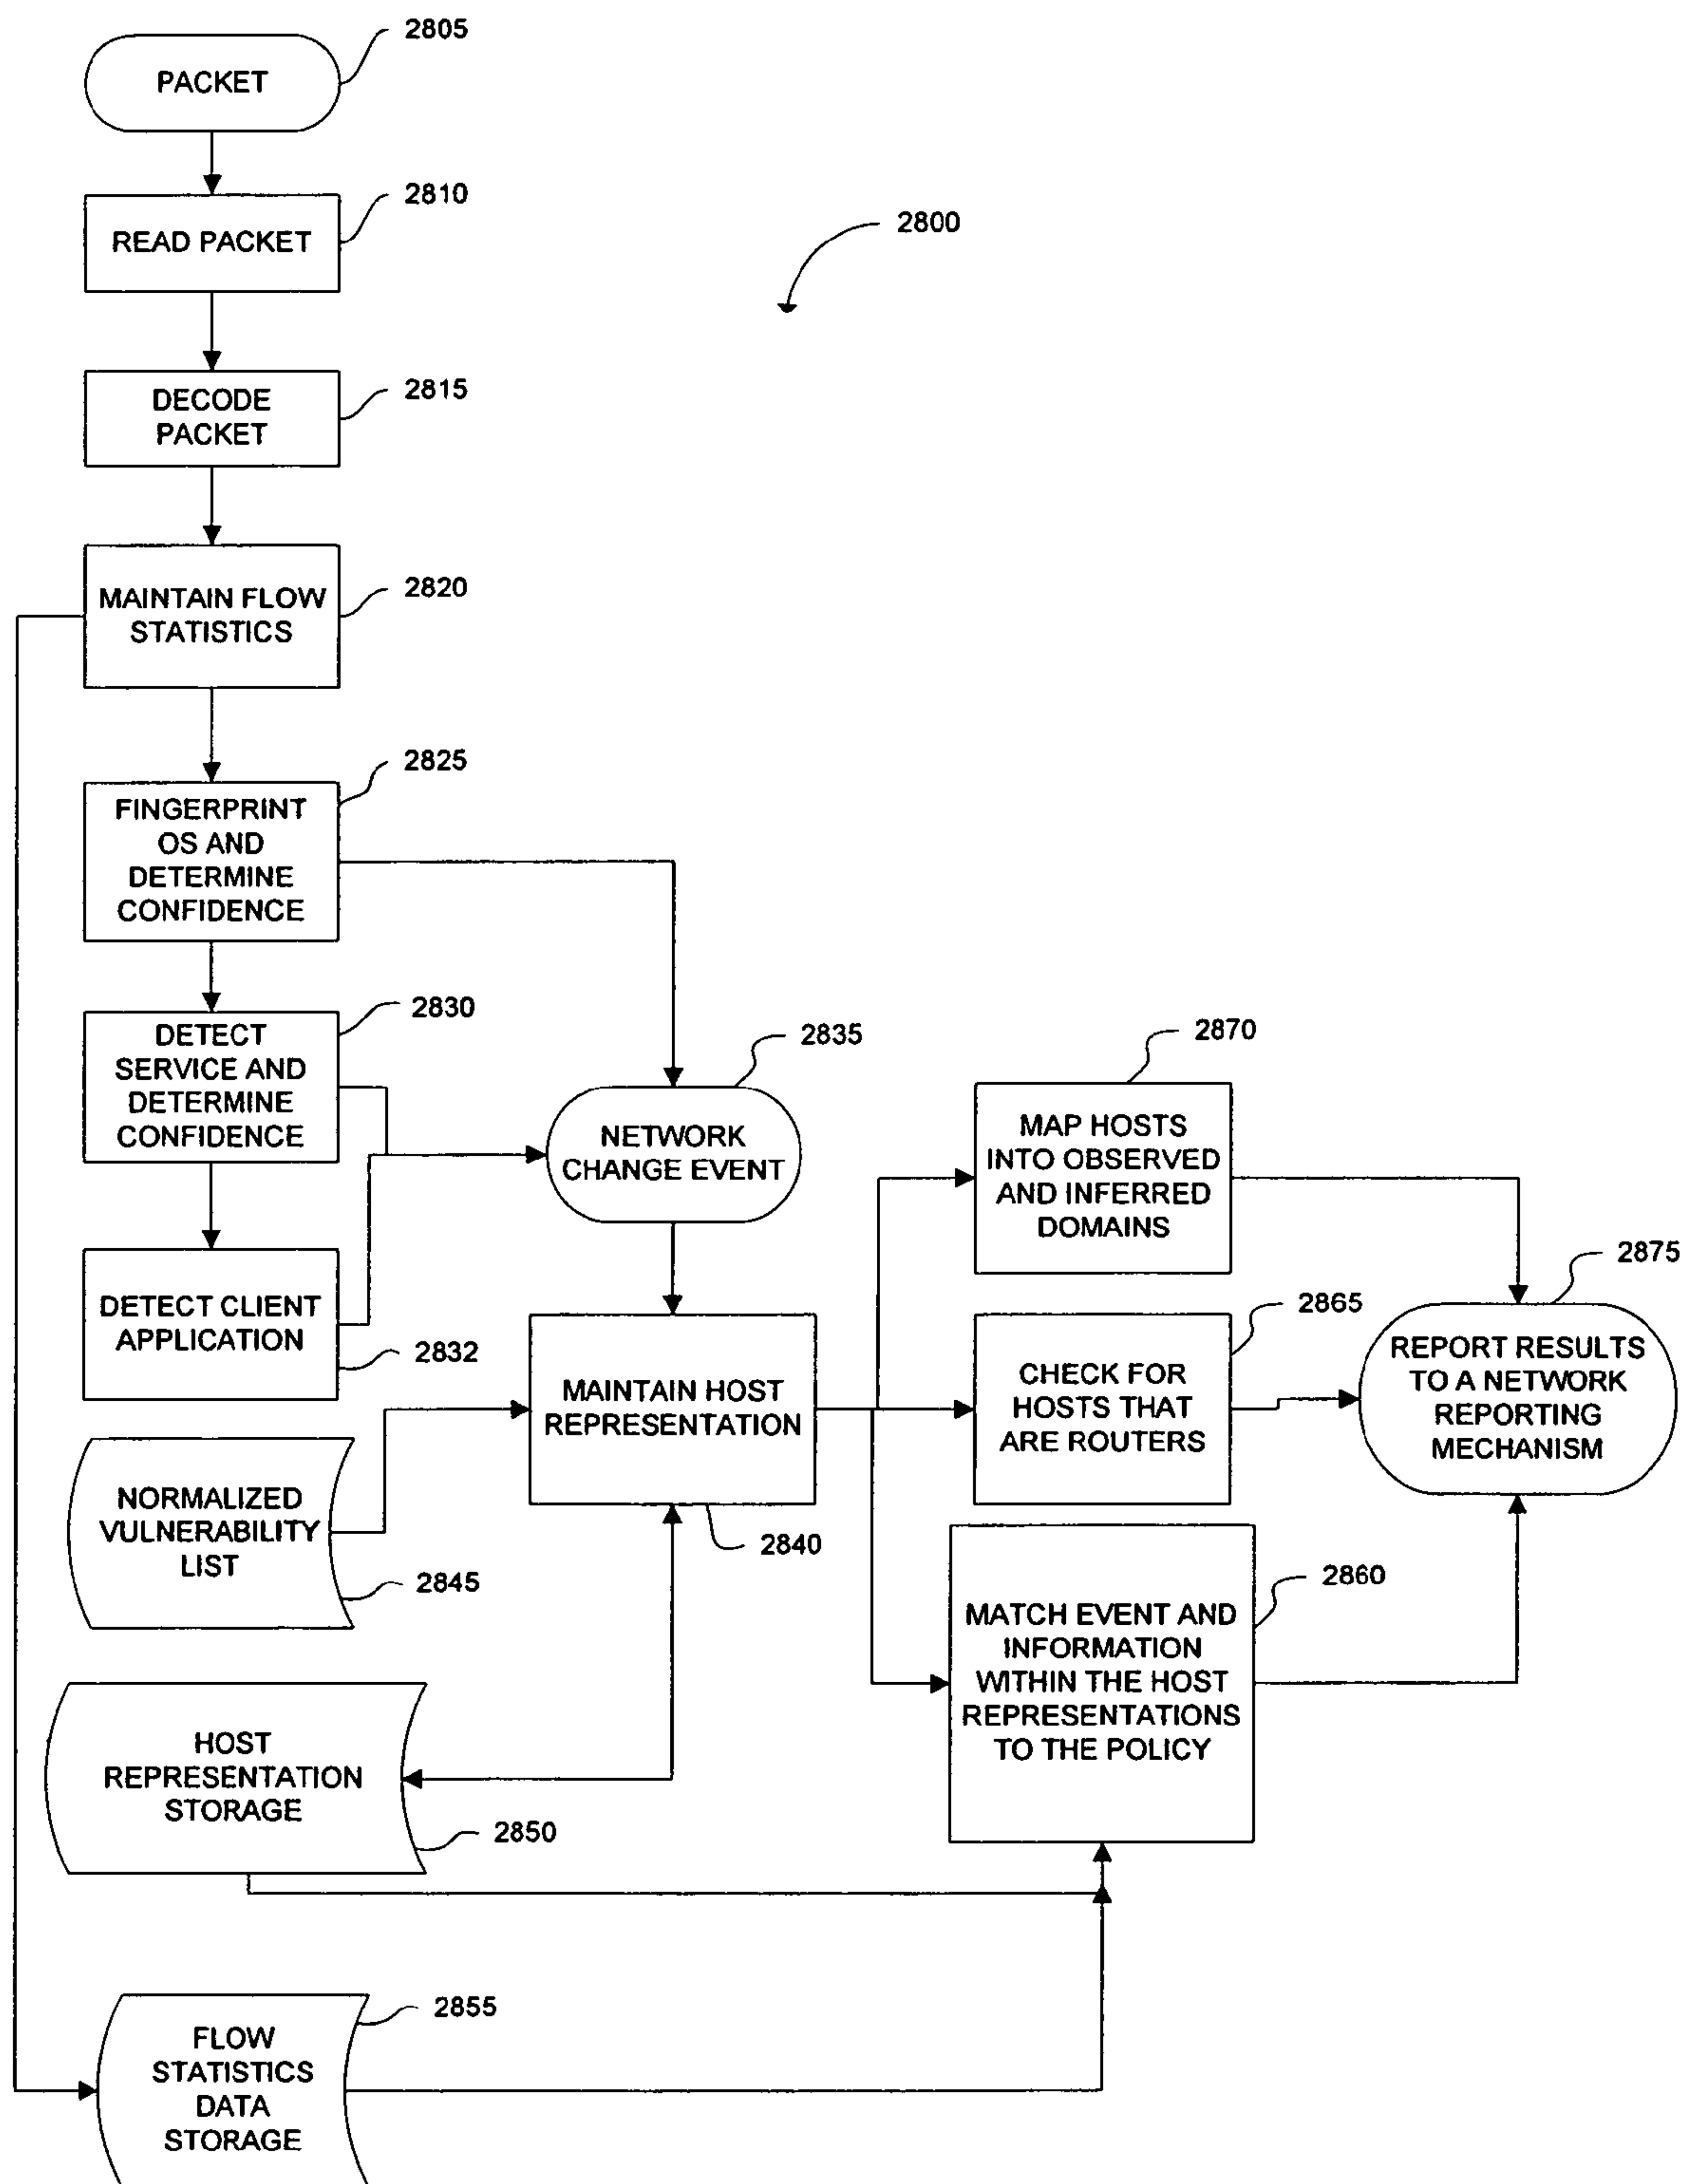 2805
PACKET
2810
READ PACKET
2800
2815
DECODE
PACKET
2820
MAINTAIN FLOW
STATISTICS
2825
FINGERPRINT
OS AND
DETERMINE
CONFIDENCE
2830
DETECT
SERVICE AND
DETERMINE
CONFIDENCE
2835
NETWORK
CHANGE EVENT
2870
MAP HOSTS
INTO OBSERVED
AND INFERRED
DOMAINS
2875
REPORT RESULTS
TO A NETWORK
REPORTING
MECHANISM
DETECT CLIENT
APPLICATION
2832
MAINTAIN HOST
REPRESENTATION
2840
2865
CHECK FOR
HOSTS THAT
ARE ROUTERS
NORMALIZED
VULNERABILITY
LIST
2845
2860
MATCH EVENT AND
INFORMATION
WITHIN THE HOST
REPRESENTATIONS
TO THE POLICY
HOST
REPRESENTATION
STORAGE
2850
2855
FLOW
STATISTICS
DATA
STORAGE